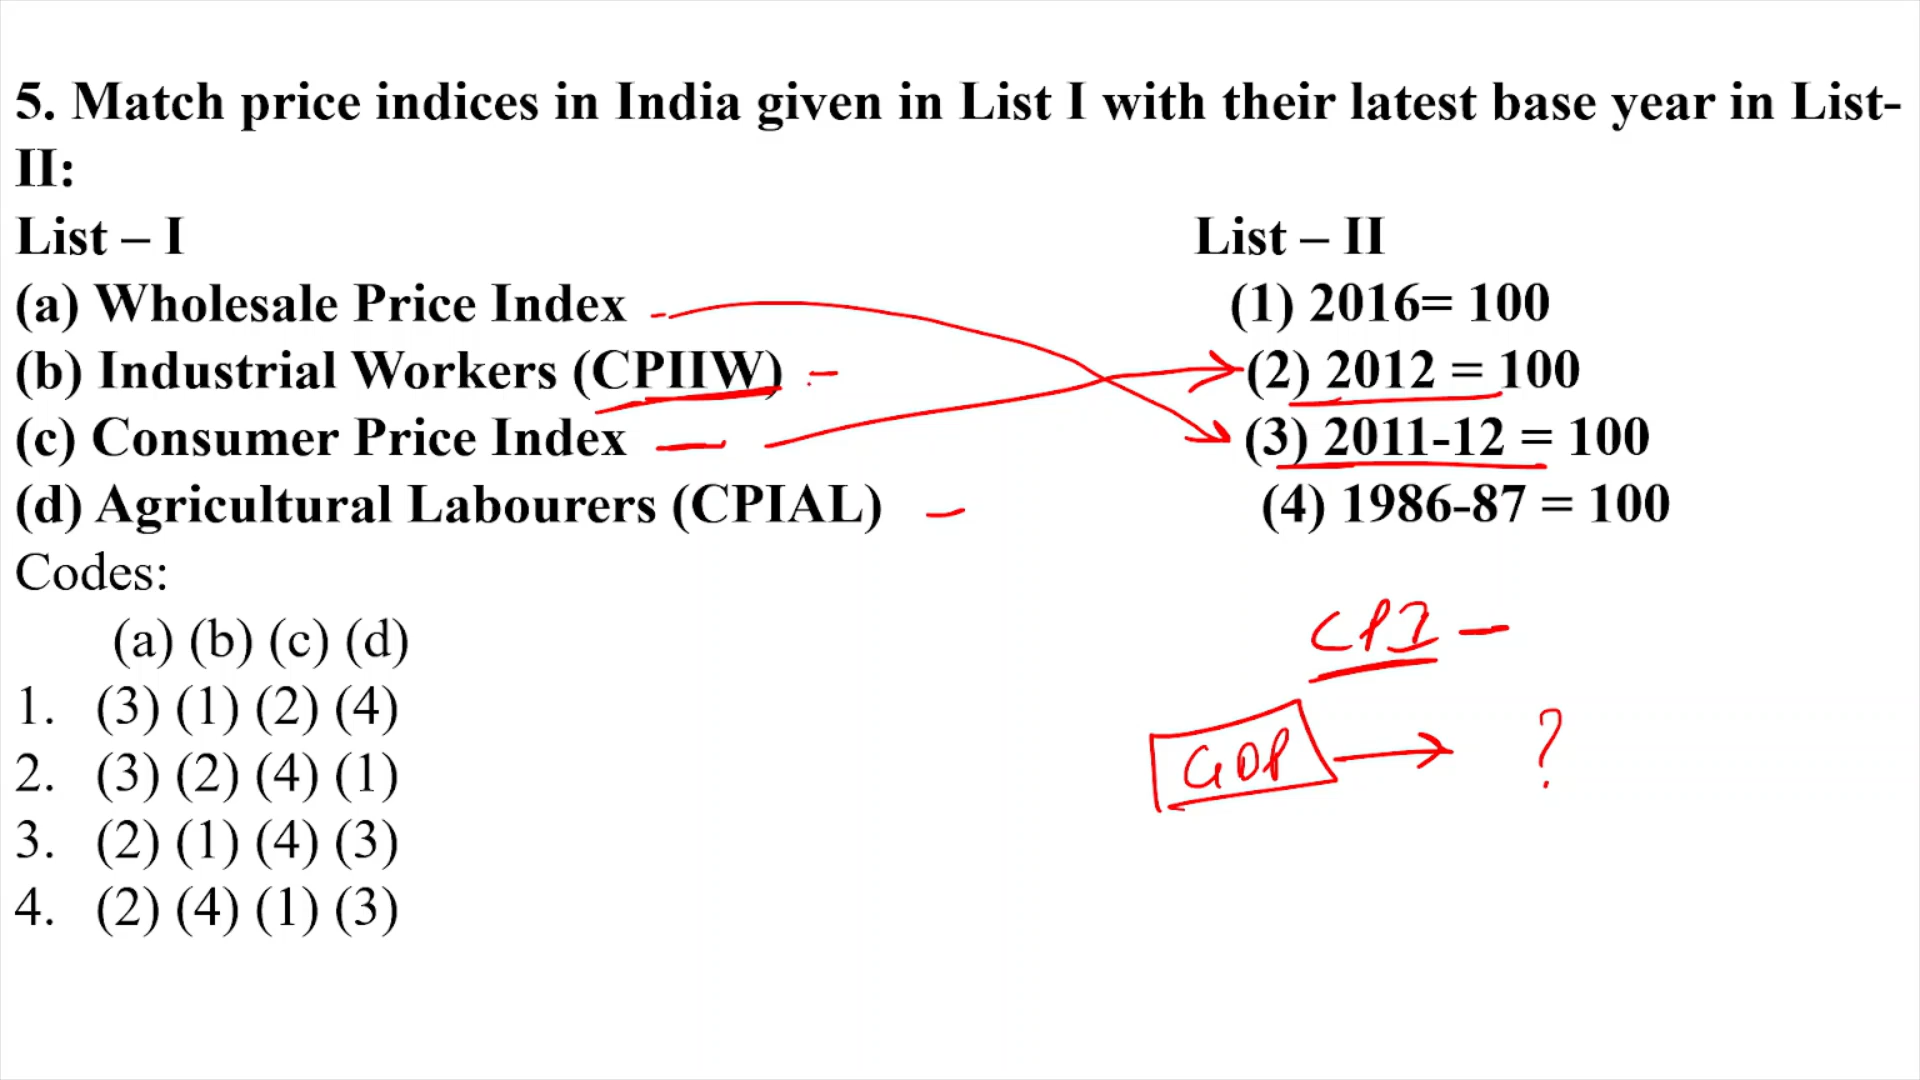 5. Match price indices in India given in List I with their latest base year in List-
II:
List – I List – II
(a) Wholesale Price Index (1) 2016= 100
(b) Industrial Workers (CPIIW) (2) 2012 = 100
(c) Consumer Price Index (3) 2011-12 = 100
(d) Agricultural Labourers (CPIAL) (4) 1986-87 = 100
Codes:
(a) (b) (c) (d)
CPI –
1. (3) (1) (2) (4)
2. (3) (2) (4) (1)
GDP → ?
3. (2) (1) (4) (3)
4. (2) (4) (1) (3)